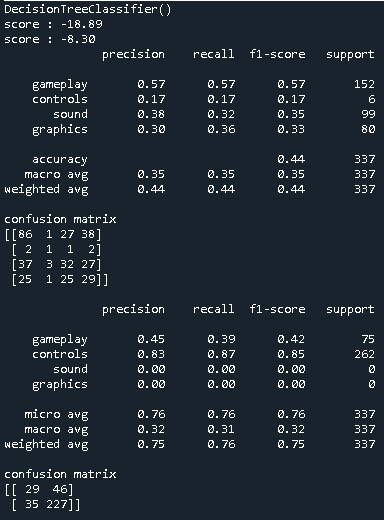 DecisionTreeClassifier()
score : -18.89
score : -8.30
precision recall f1-score support
gameplay 0.57 0.57 0.57 152
controls 0.17 0.17 0.17 6
sound 0.38 0.32 0.35 99
graphics 0.30 0.36 0.33 80
accuracy 0.44 337
macro avg 0.35 0.35 0.35 337
weighted avg 0.44 0.44 0.44 337
confusion matrix
[[86 1 27 38]
[ 2 1 1 2]
[37 3 32 27]
[25 1 25 29]]
precision recall f1-score support
gameplay 0.45 0.39 0.42 75
controls 0.83 0.87 0.85 262
sound 0.00 0.00 0.00 0
graphics 0.00 0.00 0.00 0
micro avg 0.76 0.76 0.76 337
macro avg 0.32 0.31 0.32 337
weighted avg 0.75 0.76 0.75 337
confusion matrix
[[ 29 46]
[ 35 227]]